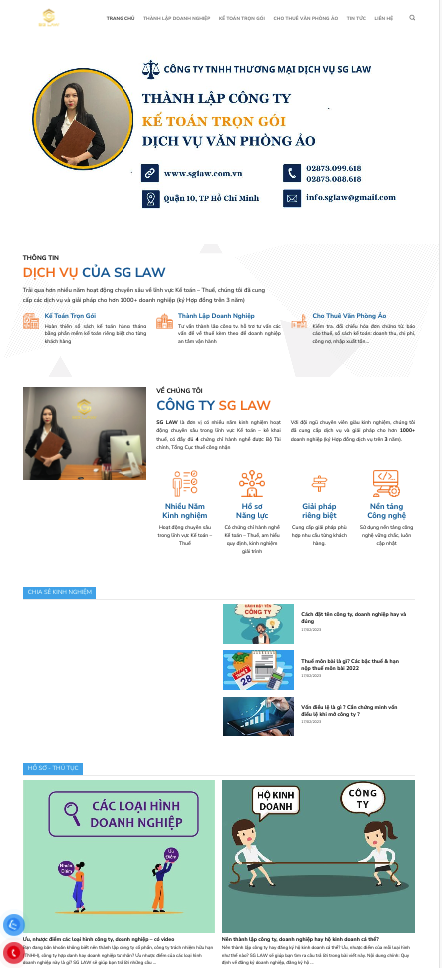 TRANG CHỦ THÀNH LẬP DOANH NGHIỆP KẾ TOÁN TRỌN GÓI CHO THUÊ VĂN PHÒNG ẢO TIN TỨC LIÊN HỆ
CÔNG TY TNHH THƯƠNG MẠI DỊCH VỤ SG LAW
THÀNH LẬP CÔNG TY
KẾ TOÁN TRỌN GÓI
DỊCH VỤ VĂN PHÒNG ẢO
www.sglaw.com.vn
02873.099.618
02873.088.618
Quận 10, TP Hồ Chí Minh
info.sglaw@gmail.com
THÔNG TIN
DỊCH VỤ CỦA SG LAW
Trải qua hơn nhiều năm hoạt động chuyên sâu về lĩnh vực Kế toán – Thuế, chúng tôi đã cung
cấp các dịch vụ và giải pháp cho hơn 1000+ doanh nghiệp (ký Hợp đồng trên 3 năm)
Kế Toán Trọn Gói
Hoàn thiện sổ sách kế toán hàng tháng
bằng phần mềm kế toán riêng biệt cho từng
khách hàng
Thành Lập Doanh Nghiệp
Tư vấn thành lập công ty, hỗ trợ tư vấn các
vấn đề về thuế kèm theo để doanh nghiệp
an tâm vận hành
Cho Thuê Văn Phòng Ảo
Kiểm tra, đối chiếu hóa đơn chứng từ, báo
cáo thuế, sổ sách kế toán: doanh thu, chi phí,
công nợ, nhập xuất tồn...
VỀ CHÚNG TÔI
CÔNG TY SG LAW
SG LAW là đơn vị có nhiều năm kinh nghiệm hoạt
động chuyên sâu trong lĩnh vực Kế toán – kê khai
thuế, có đầy đủ 4 chứng chỉ hành nghề được Bộ Tài
chính, Tổng Cục thuế công nhận
Với đội ngũ chuyên viên giàu kinh nghiệm, chúng tôi
đã cung cấp dịch vụ và giải pháp cho hơn 1000+
doanh nghiệp (ký Hợp đồng dịch vụ trên 3 năm).
Nhiều Năm
Kinh nghiệm
Hoạt động chuyên sâu
trong lĩnh vực Kế toán –
Thuế
Hồ sơ
Năng lực
Có chứng chỉ hành nghề
Kế toán – Thuế, am hiểu
quy định, kinh nghiệm
giải trình
Giải pháp
riêng biệt
Cung cấp giải pháp phù
hợp nhu cầu từng khách
hàng.
Nền tảng
Công nghệ
Sử dụng nền tảng công
nghệ vững chắc, luôn
cập nhật
CHIA SẺ KINH NGHIỆM
CÁCH ĐẶT TÊN
CÔNG TY
Cách đặt tên công ty, doanh nghiệp hay và
đúng
17/02/2023
28
Thuế môn bài là gì? Các bậc thuế & hạn
nộp thuế môn bài 2022
17/02/2023
Vốn điều lệ là gì ? Cần chứng minh vốn
điều lệ khi mở công ty ?
17/02/2023
HỒ SƠ - THỦ TỤC
CÁC LOẠI HÌNH
DOANH NGHIỆP
Khuyết
Điểm
Ưu
Điểm
HỘ KINH
DOANH
CÔNG
TY
Ưu, nhược điểm các loại hình công ty, doanh nghiệp – có video
Bạn đang băn khoăn không biết nên thành lập công ty cổ phần, công ty trách nhiệm hữu hạn
(TNHH), công ty hợp danh hay doanh nghiệp tư nhân? Ưu nhược điểm của các loại hình
doanh nghiệp này là gì? SG LAW sẽ giúp bạn trả lời những câu ...
Nên thành lập công ty, doanh nghiệp hay hộ kinh doanh cá thể?
Nên thành lập hộ kinh doanh hay công ty, hộ kinh doanh cá thể? Ưu, nhược điểm của mỗi loại hình
như thế nào? SG LAW sẽ giúp bạn tìm ra câu trả lời trong bài viết này. Nội dung chính: Quy
định về đăng ký doanh nghiệp, đăng ký hộ ...